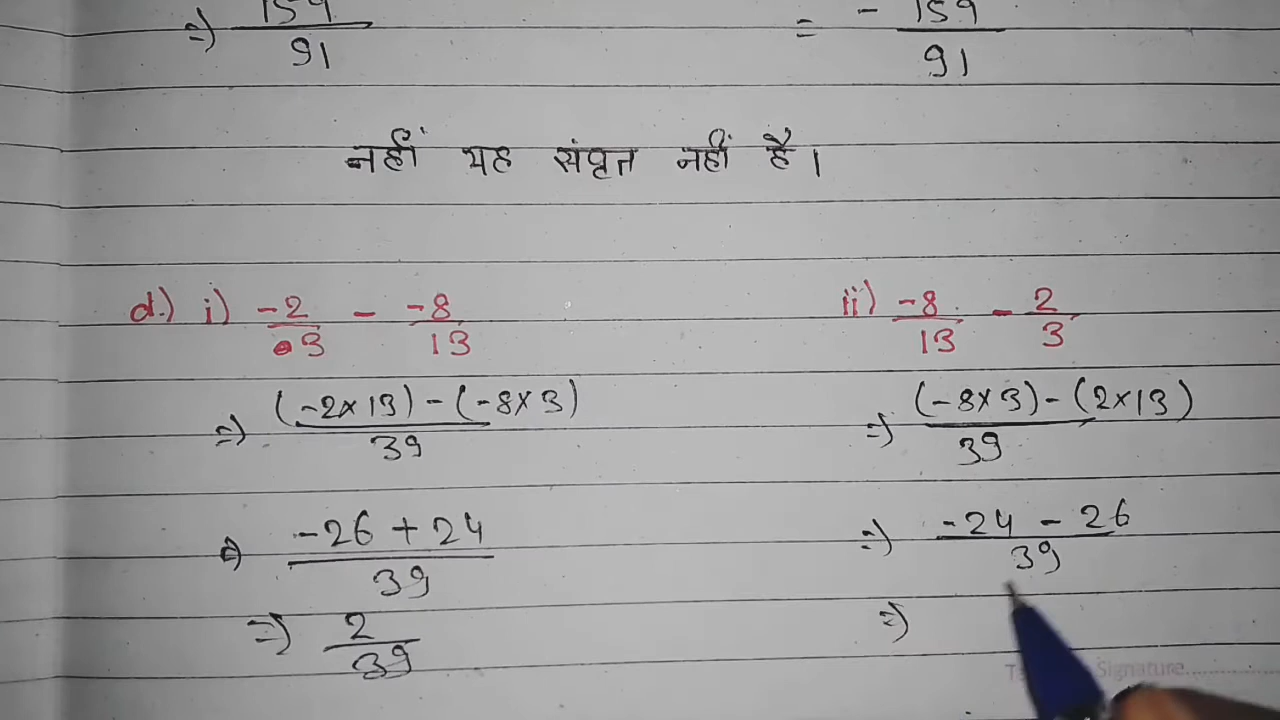 ⇒) 159/91 = - 159/91
नहीं यह संवृत नहीं है।
d.) i) -2/3 - -8/13 ii) -8/13 - 2/3
⇒) (-2×13) - (-8×3)/39 ⇒) (-8×3) - (2×13)/39
⇒) -26 + 24/39 ⇒) -24 - 26/39
⇒) 2/39 ⇒)
Signature